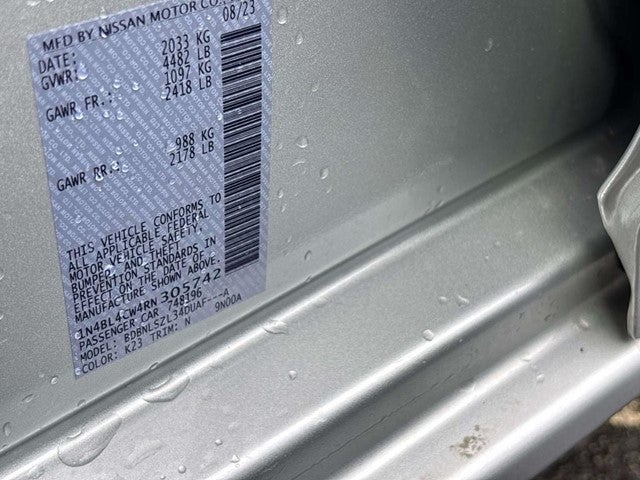 MFD BY NISSAN MOTOR CO.
DATE: 08/23
GVWR: 2033 KG
4482 LB
GAWR FR: 1097 KG
2418 LB
GAWR RR: 988 KG
2178 LB
THIS VEHICLE CONFORMS TO
ALL APPLICABLE FEDERAL
MOTOR VEHICLE SAFETY,
BUMPER, AND THEFT
PREVENTION STANDARDS IN
EFFECT ON THE DATE OF
MANUFACTURE SHOWN ABOVE.
1N4BL4CW4RN305742
PASSENGER CAR 748196
MODEL: BDBNLSZL34DUAF---A
COLOR: K23 TRIM: N 9N00A